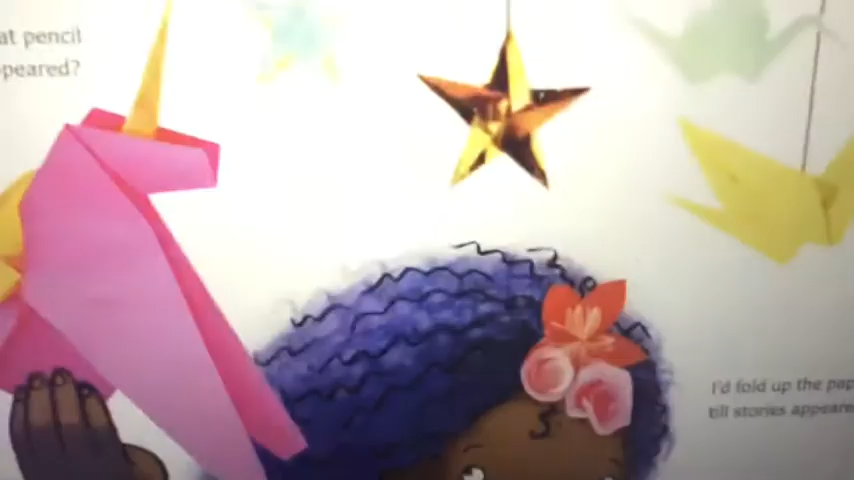 at pencil
peared?
I'd fold up the pap
till stories appeare